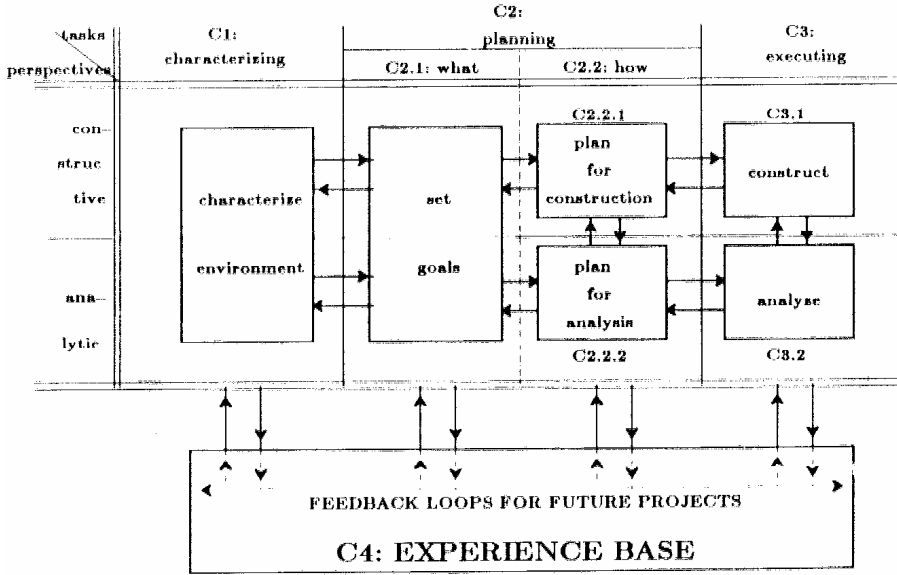 C2:
tasks
C1:
planning
C3:
characterizing
executing
perspectives
C2.1: what
C2.2: how
con-
struc
tive
C2.2.1
C3.1
plan
for
construction
construct
characterize
environment
set
goals
ana-
lytic
plan
for
analysis
analyse
C2.2.2
C3.2
FEEDBACK LOOPS FOR FUTURE PROJECTS
C4: EXPERIENCE BASE